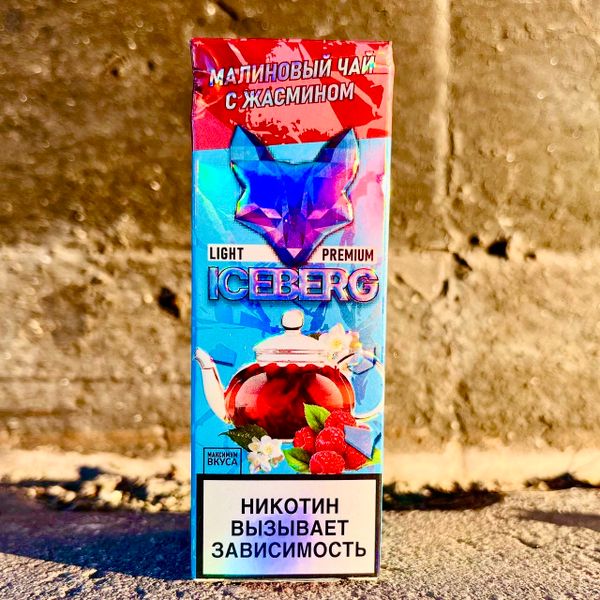 МАЛИНОВЫЙ ЧАЙ
С ЖАСМИНОМ
LIGHT PREMIUM
ICEBERG
МАКСИМУМ
ВКУСА
НИКОТИН
ВЫЗЫВАЕТ
ЗАВИСИМОСТЬ